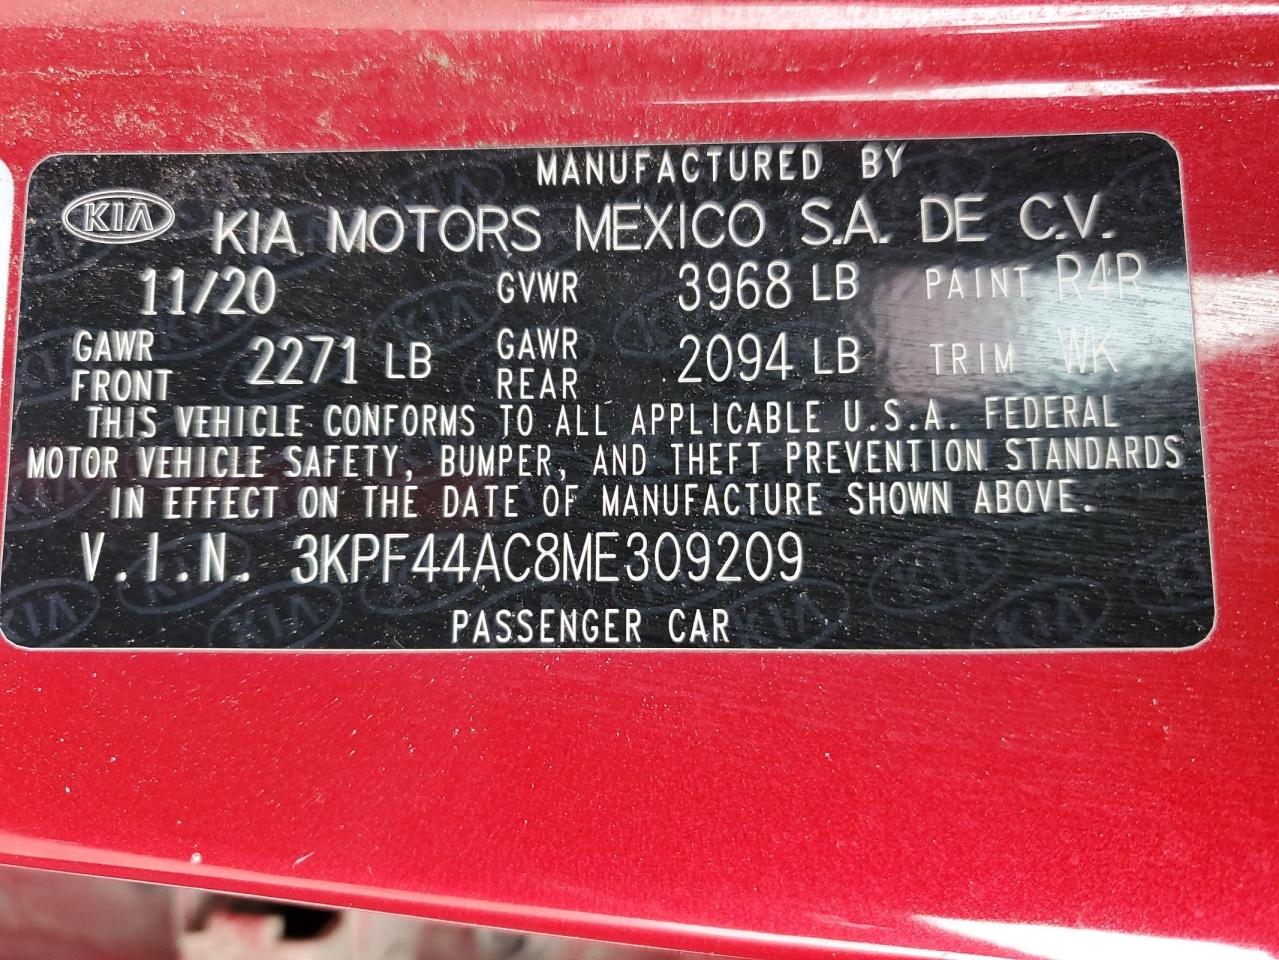 MANUFACTURED BY
KIA KIA MOTORS MEXICO S.A. DE C.V.
11/20 GVWR 3968 LB PAINT R4R
GAWR FRONT 2271 LB GAWR REAR 2094 LB TRIM WK
THIS VEHICLE CONFORMS TO ALL APPLICABLE U.S.A. FEDERAL
MOTOR VEHICLE SAFETY, BUMPER, AND THEFT PREVENTION STANDARDS
IN EFFECT ON THE DATE OF MANUFACTURE SHOWN ABOVE.
V.I.N. 3KPF44AC8ME309209
PASSENGER CAR